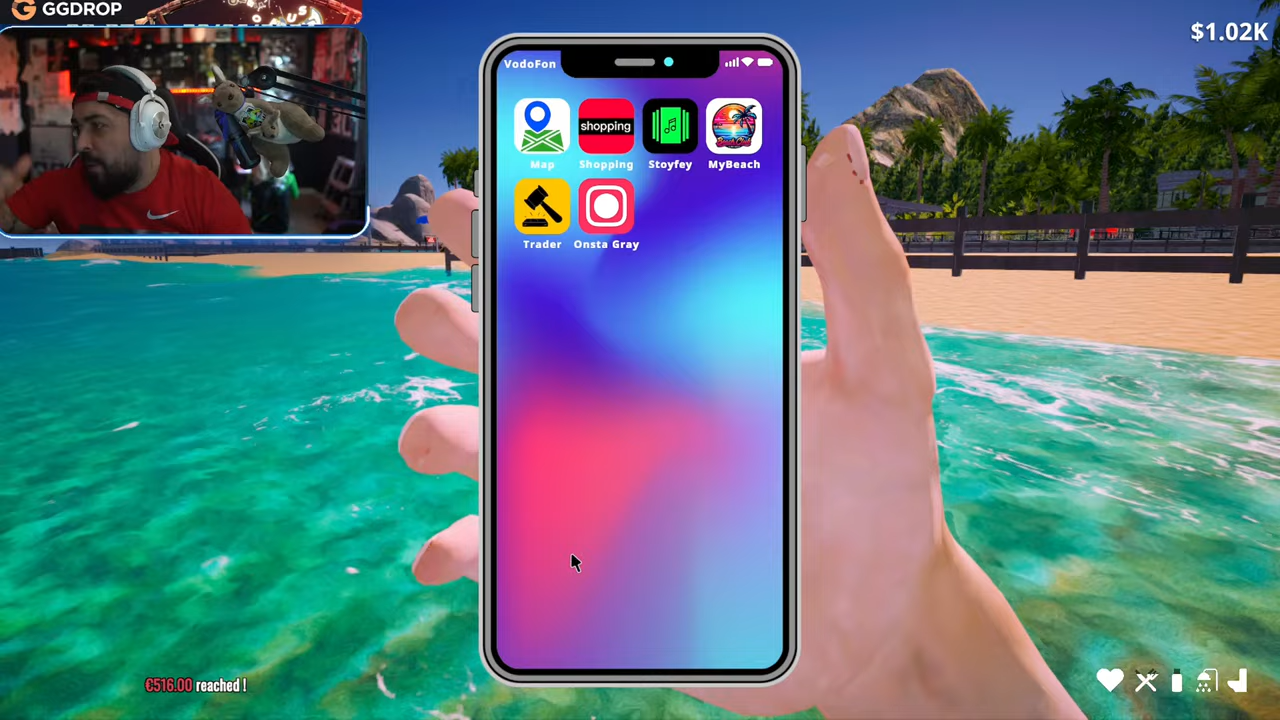 GGDROP
$1.02K
VodoFon
shopping
Map
Shopping
Stoyfey
MyBeach
Trader
Onsta Gray
€516.00 reached !